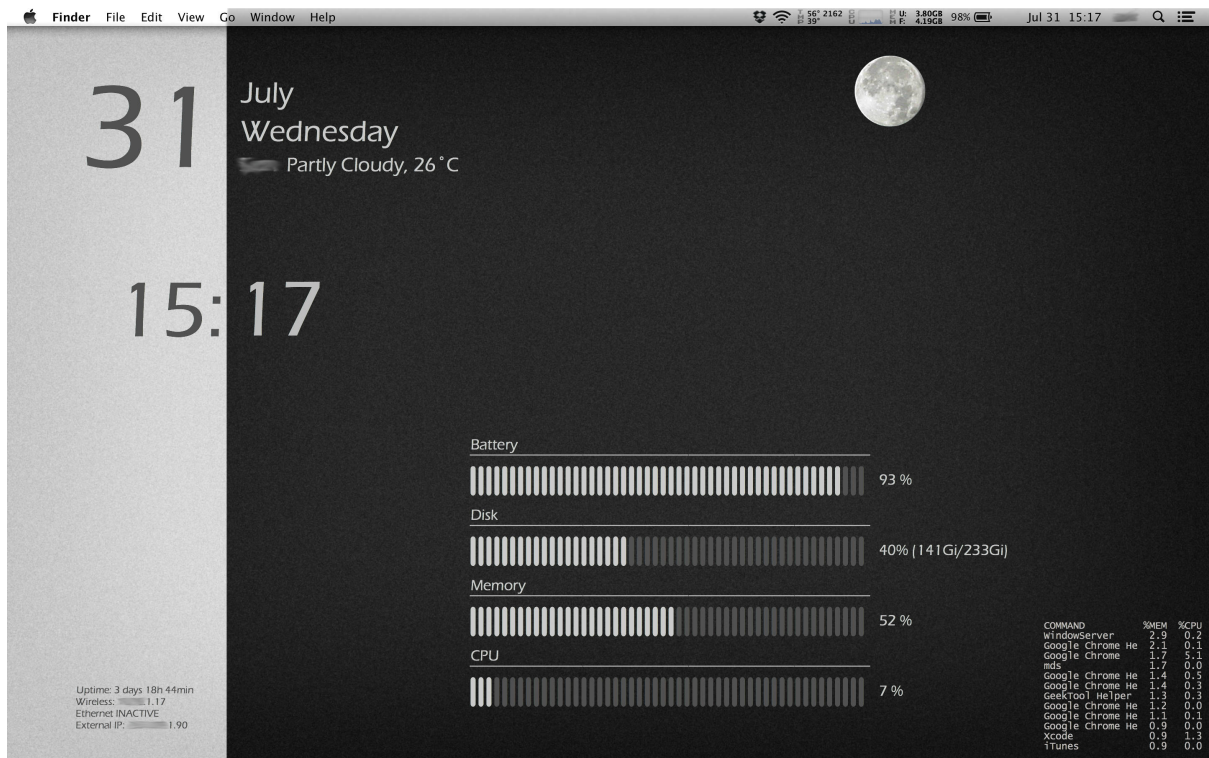 Finder File Edit View Go Window Help
56° 2162
39°
U: 3.80GB
F: 4.19GB
98%
Jul 31 15:17
31
July
Wednesday
Partly Cloudy, 26°C
15:17
Battery
93 %
Disk
40% (141Gi/233Gi)
Memory
52 %
CPU
7 %
Uptime: 3 days 18h 44min
Wireless: 1.17
Ethernet INACTIVE
External IP: 1.90
COMMAND %MEM %CPU
WindowServer 2.9 0.2
Google Chrome He 2.1 0.1
Google Chrome 1.7 5.1
mds 1.7 0.0
Google Chrome He 1.4 0.5
Google Chrome He 1.4 0.3
GeekTool Helper 1.3 0.3
Google Chrome He 1.2 0.0
Google Chrome He 1.1 0.1
Google Chrome He 0.9 0.0
Xcode 0.9 1.3
iTunes 0.9 0.0